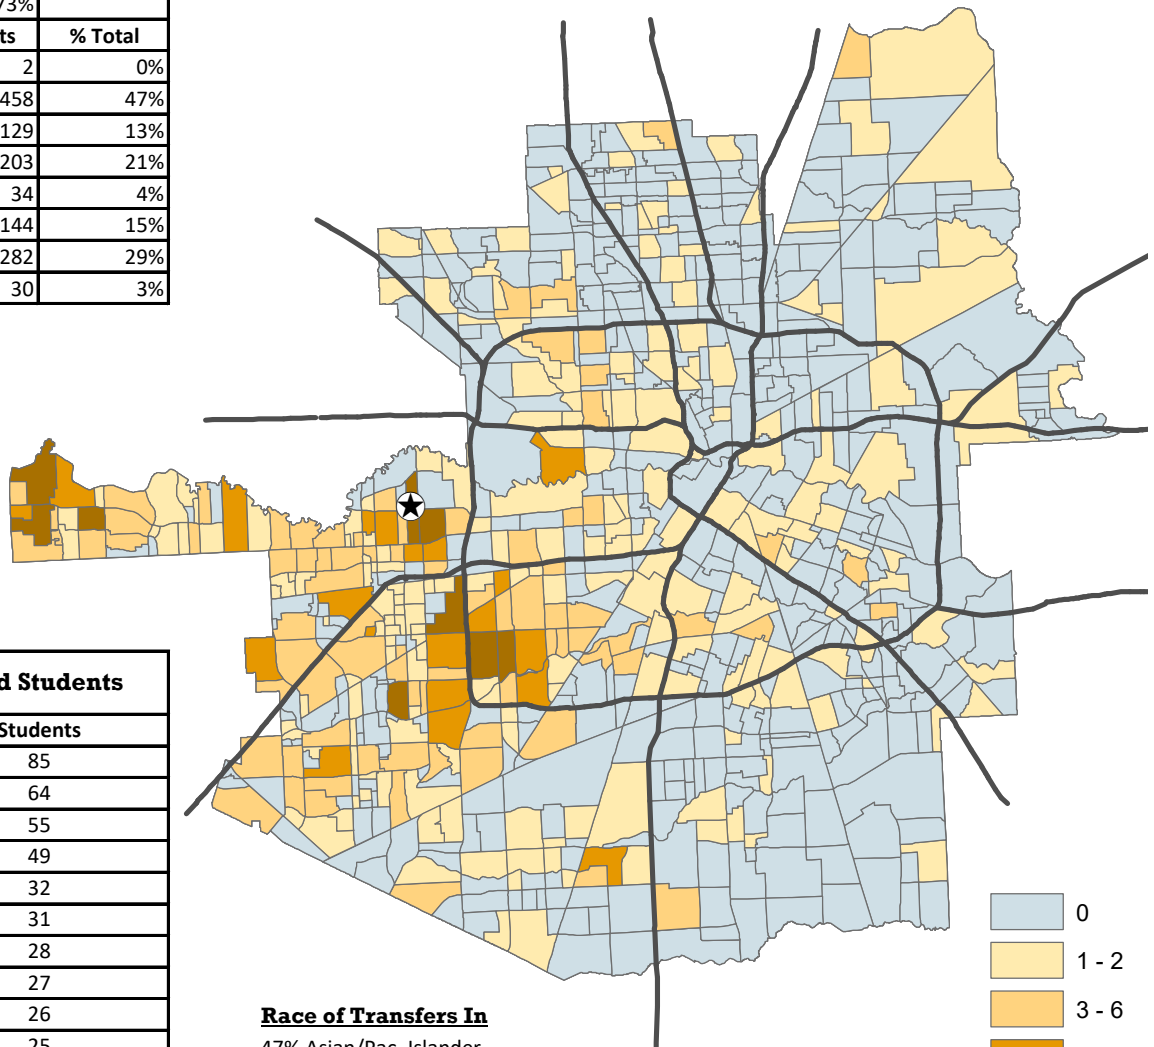 73%
ts % Total
2 0%
458 47%
129 13%
203 21%
34 4%
144 15%
282 29%
30 3%
d Students
Students
85
64
55
49
32
31
28
27
26
25
0
1 - 2
3 - 6
Race of Transfers In
47% Asian/Pac. Islander